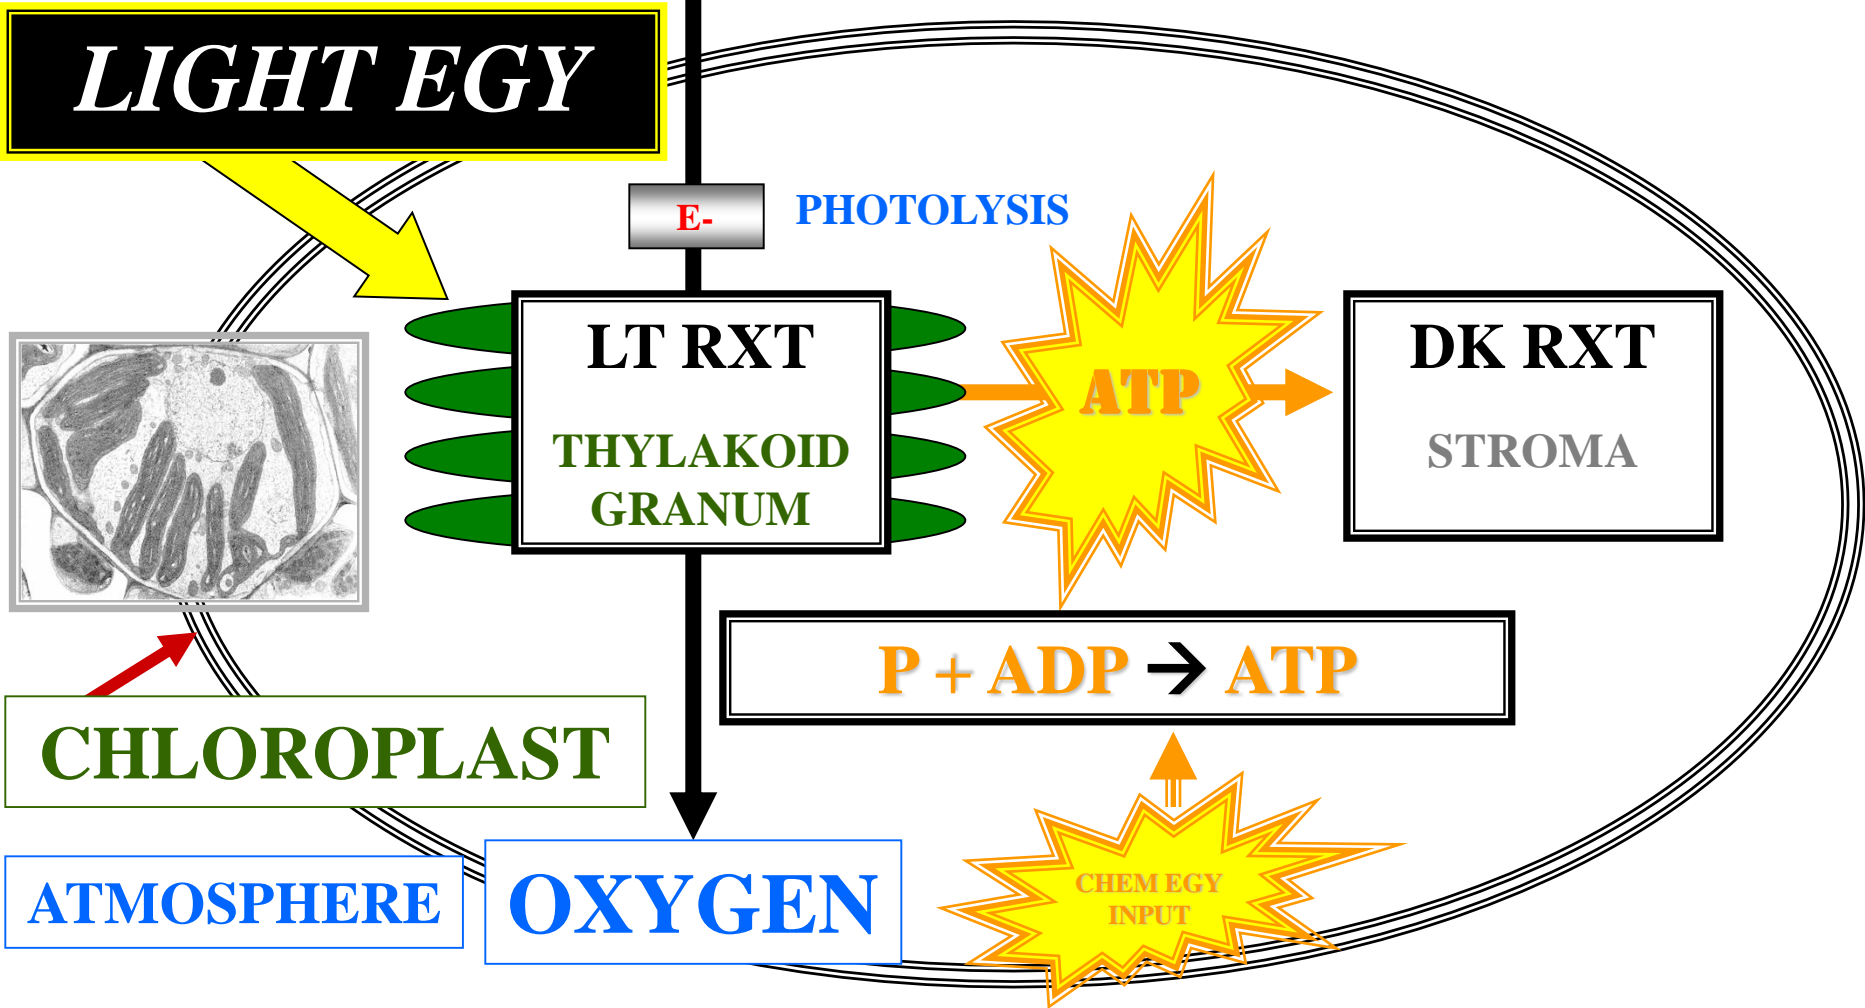 LIGHT EGY
E-
PHOTOLYSIS
LT RXT
THYLAKOID
GRANUM
ATP
DK RXT
STROMA
P + ADP → ATP
CHLOROPLAST
ATMOSPHERE
OXYGEN
CHEM EGY
INPUT